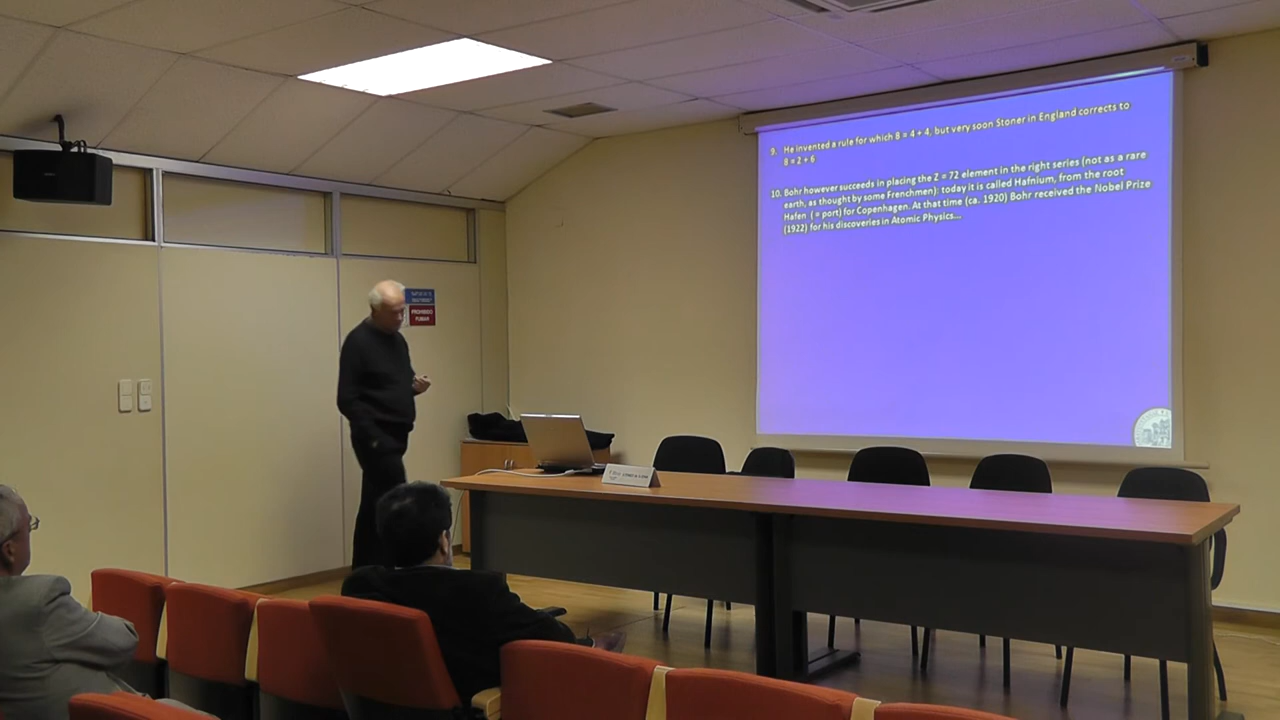 9. He invented a rule for which 8 = 4 + 4, but very soon Stoner in England corrects to
8 = 2 + 6
10. Bohr however succeeds in placing the Z = 72 element in the right series (not as a rare
earth, as thought by some Frenchmen): today it is called Hafnium, from the root
Hafen ( = port) for Copenhagen. At that time (ca. 1920) Bohr received the Nobel Prize
(1922) for his discoveries in Atomic Physics...
PROHIBIDO
FUMAR